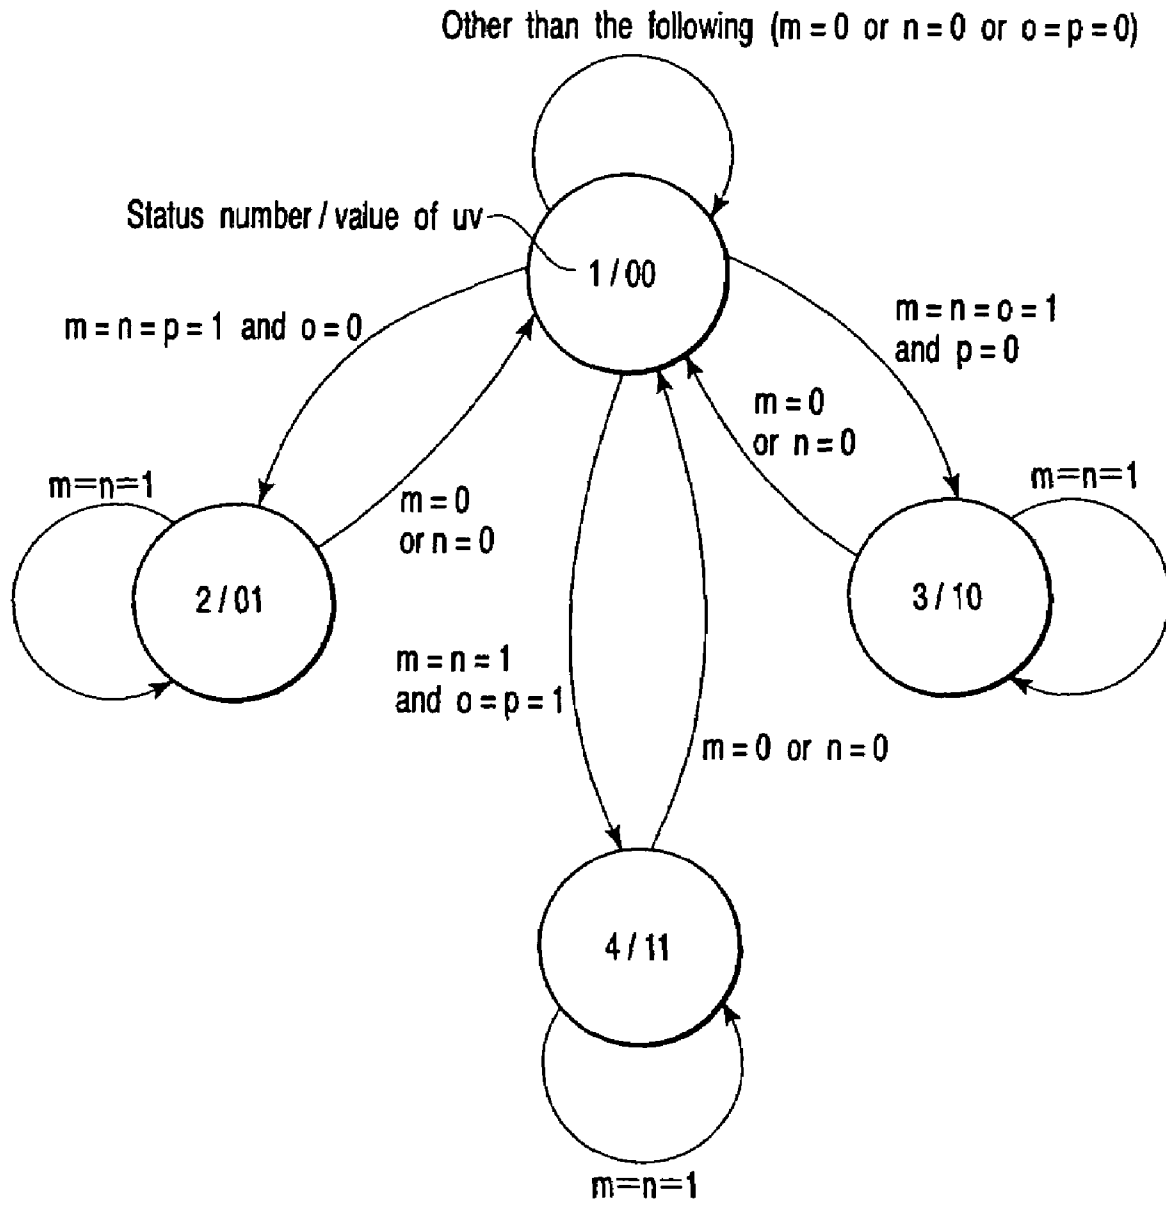 Other than the following (m = 0 or n = 0 or o = p = 0)
Status number / value of uv
1 / 00
m = n = p = 1 and o = 0
m = n = o = 1
and p = 0
m = 0
or n = 0
m=n=1
m = 0
or n = 0
m=n=1
2 / 01
3 / 10
m = n = 1
and o = p = 1
m = 0 or n = 0
4 / 11
m=n=1